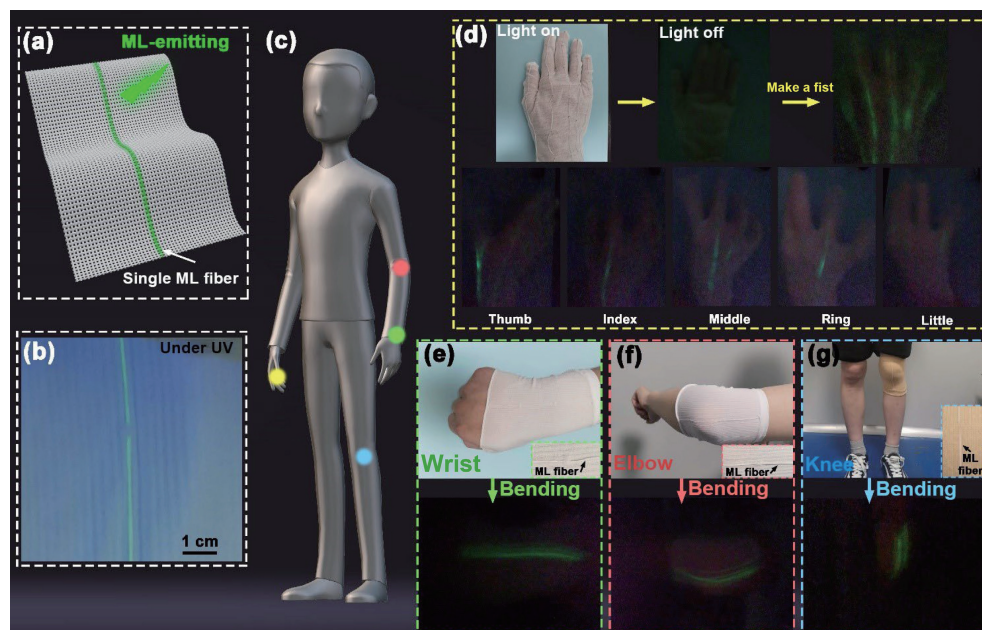 (a)
ML-emitting
Single ML fiber
(b)
Under UV
1 cm
(c)
(d)
Light on
Light off
Make a fist
Thumb
Index
Middle
Ring
Little
(e)
Wrist
ML fiber
Bending
(f)
Elbow
ML fiber
Bending
(g)
Knee
ML
fiber
Bending